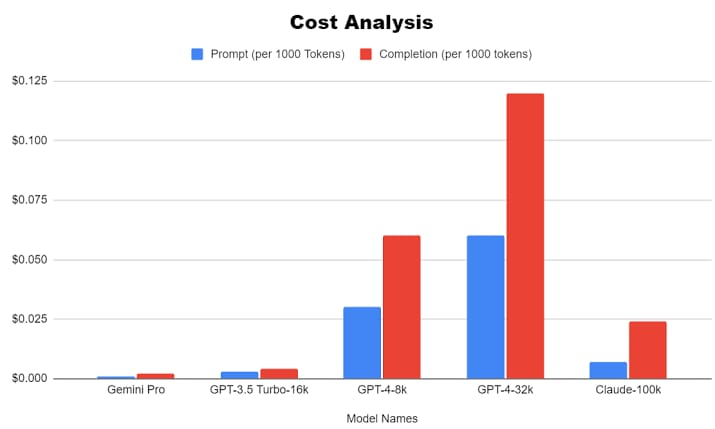 Cost Analysis
Prompt (per 1000 Tokens) Completion (per 1000 tokens)
$0.125
$0.100
$0.075
$0.050
$0.025
$0.000
Gemini Pro GPT-3.5 Turbo-16k GPT-4-8k GPT-4-32k Claude-100k
Model Names